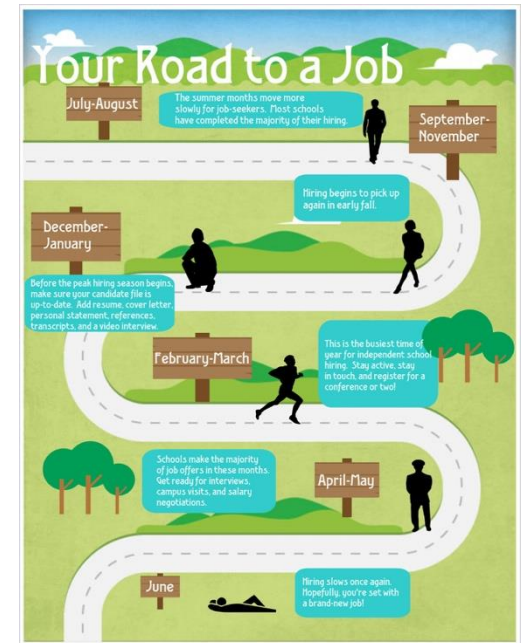 Your Road to a Job
July-August
The summer months move more
slowly for job-seekers. Most schools
have completed the majority of their hiring.
September-
November
Hiring begins to pick up
again in early fall.
December-
January
Before the peak hiring season begins,
make sure your candidate file is
up-to-date. Add resume, cover letter,
personal statement, references,
transcripts, and a video interview.
February-March
This is the busiest time of
year for independent school
hiring. Stay active, stay
in touch, and register for a
conference or two!
Schools make the majority
of job offers in these months.
Get ready for interviews,
campus visits, and salary
negotiations.
April-May
June
Hiring slows once again.
Hopefully, you're set with
a brand-new job!